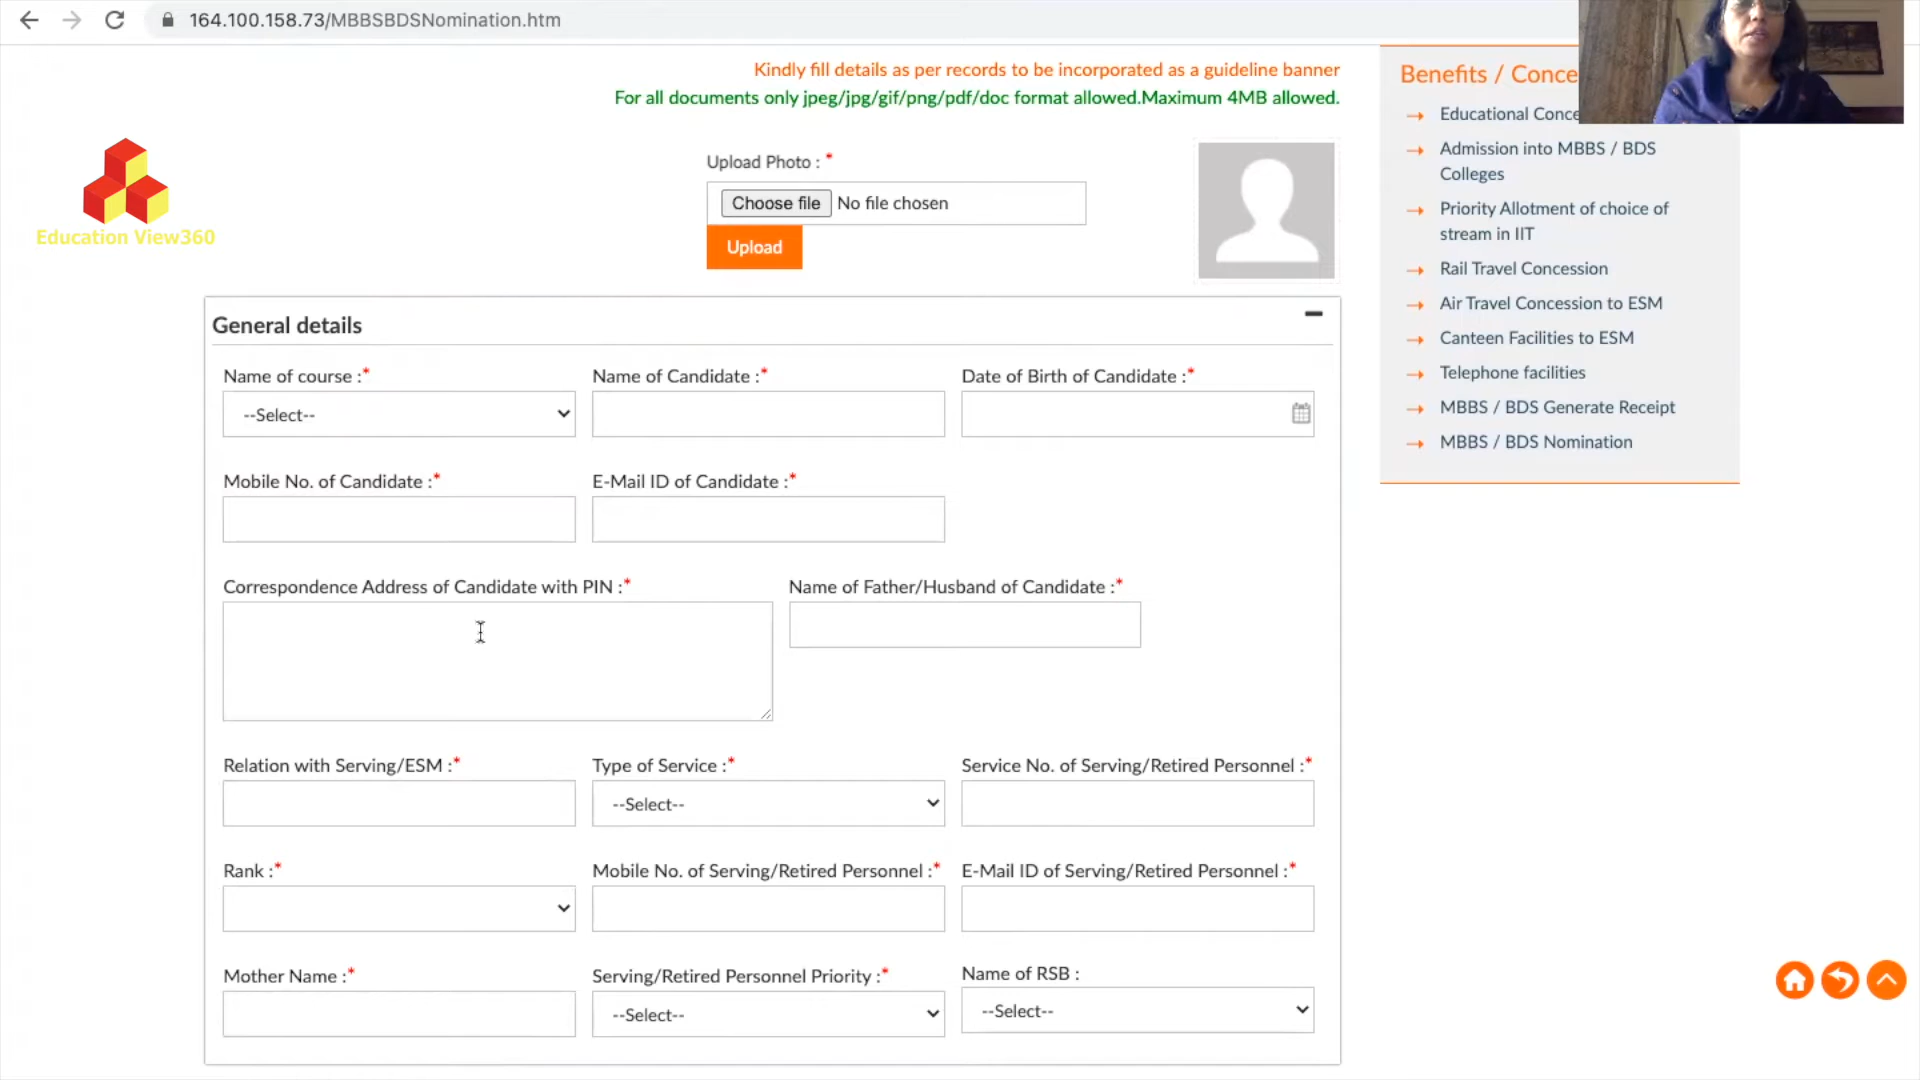 164.100.158.73/MBBSBDSNomination.htm
Kindly fill details as per records to be incorporated as a guideline banner
For all documents only jpeg/jpg/gif/png/pdf/doc format allowed.Maximum 4MB allowed.
Education View360
Upload Photo : *
Choose file No file chosen
Upload
General details
Name of course :* Name of Candidate :* Date of Birth of Candidate :*
--Select--
Mobile No. of Candidate :* E-Mail ID of Candidate :*
Correspondence Address of Candidate with PIN :* Name of Father/Husband of Candidate :*
Relation with Serving/ESM :* Type of Service :* Service No. of Serving/Retired Personnel :*
--Select--
Rank :* Mobile No. of Serving/Retired Personnel :* E-Mail ID of Serving/Retired Personnel :*
Mother Name :* Serving/Retired Personnel Priority :* Name of RSB :
--Select-- --Select--
Benefits / Conce
Educational Conce
Admission into MBBS / BDS
Colleges
Priority Allotment of choice of
stream in IIT
Rail Travel Concession
Air Travel Concession to ESM
Canteen Facilities to ESM
Telephone facilities
MBBS / BDS Generate Receipt
MBBS / BDS Nomination